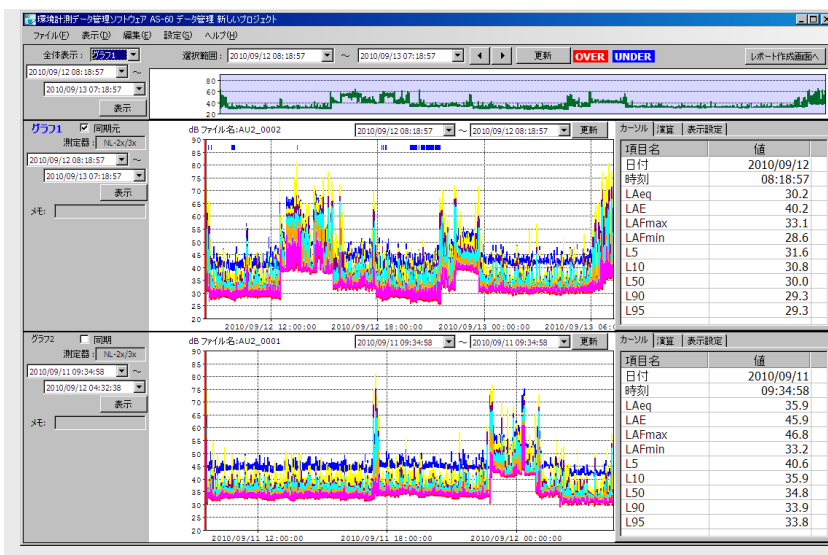 環境計測データ管理ソフトウェア AS-60 データ管理 新しいプロジェクト
ファイル(F) 表示(D) 編集(E) 設定(S) ヘルプ(H)
全体表示: グラフ1 選択範囲: 2010/09/12 08:18:57 ～ 2010/09/13 07:18:57 更新 OVER UNDER レポート作成画面へ
2010/09/12 08:18:57 ～
2010/09/13 07:18:57
表示
80
60
40
20
グラフ1 同期元
測定器: NL-2x/3x
2010/09/12 08:18:57 ～
2010/09/13 07:18:57
表示
メモ:
dB ファイル名:AU2_0002 2010/09/12 08:18:57 ～ 2010/09/12 08:18:57 更新
90
85
80
75
70
65
60
55
50
45
40
35
30
25
20
2010/09/12 12:00:00 2010/09/12 18:00:00 2010/09/13 00:00:00 2010/09/13 06:
カーソル 演算 表示設定
項目名 値
日付 2010/09/12
時刻 08:18:57
LAeq 30.2
LAE 40.2
LAFmax 33.1
LAFmin 28.6
L5 31.6
L10 30.8
L50 30.0
L90 29.3
L95 29.3
グラフ2 同期
測定器: NL-2x/3x
2010/09/11 09:34:58 ～
2010/09/12 04:32:38
表示
メモ:
dB ファイル名:AU2_0001 2010/09/11 09:34:58 ～ 2010/09/11 09:34:58 更新
90
85
80
75
70
65
60
55
50
45
40
35
30
25
20
2010/09/11 12:00:00 2010/09/11 18:00:00 2010/09/12 00:00:00
カーソル 演算 表示設定
項目名 値
日付 2010/09/11
時刻 09:34:58
LAeq 35.9
LAE 45.9
LAFmax 46.8
LAFmin 33.2
L5 40.6
L10 35.9
L50 34.8
L90 33.9
L95 33.8